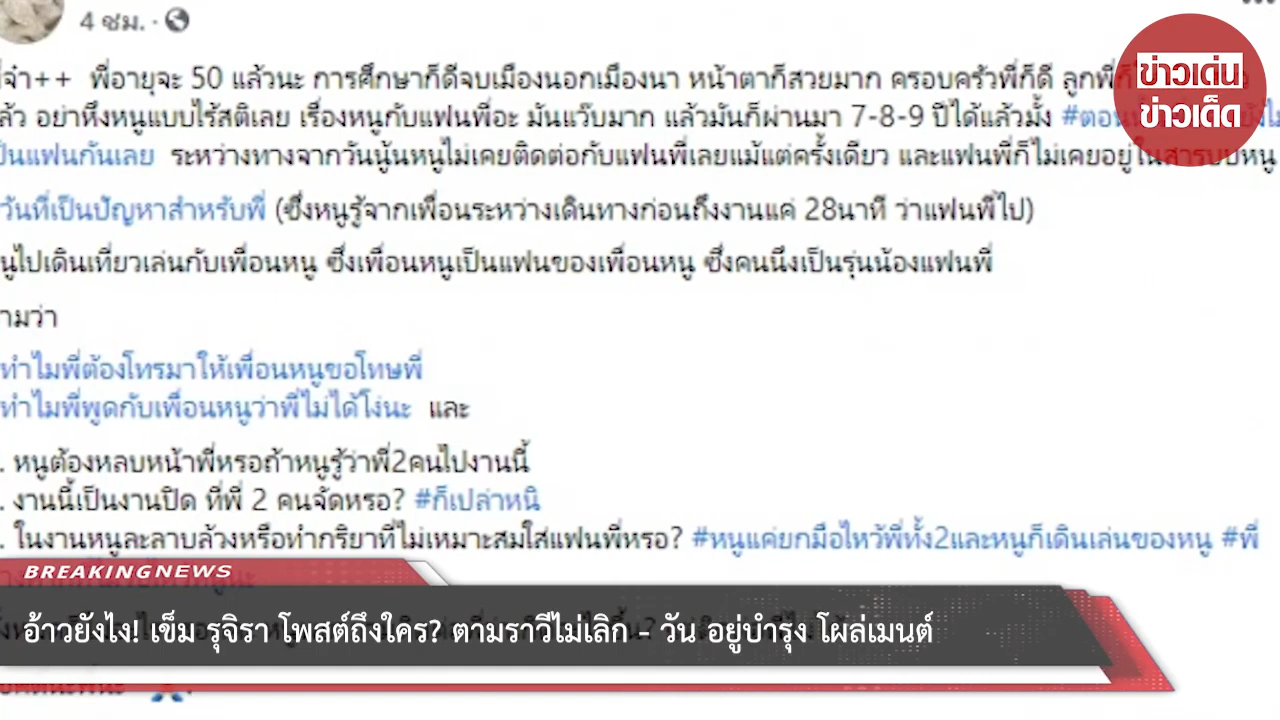 4 ชม.
ข่าวเด่น
ข่าวเด็ด
จ๋า++ พี่อายุจะ 50 แล้วนะ การศึกษาก็ดีจบเมืองนอกเมืองนา หน้าตาก็สวยมาก ครอบครัวพี่ก็ดี ลูกพี่
อย่าหึงหนูแบบไร้สติเลย เรื่องหนูกับแฟนพี่อะ มันแว๊บมาก แล้วมันก็ผ่านมา 7-8-9 ปีได้แล้วมั้ง
ป็นแฟนกันเลย ระหว่างทางจากวันนู้นหนูไม่เคยติดต่อกับแฟนพี่เลยแม้แต่ครั้งเดียว และแฟนพี่ก็ไม่เคยอยู่ในสารบบหนู
วันที่เป็นปัญหาสำหรับพี่ (ซึ่งหนูรู้จากเพื่อนระหว่างเดินทางก่อนถึงงานแค่ 28นาที ว่าแฟนพี่ไป)
นูไปเดินเที่ยวเล่นกับเพื่อนหนู ซึ่งเพื่อนหนูเป็นแฟนของเพื่อนหนู ซึ่งคนนึงเป็นรุ่นน้องแฟนพี่
ามว่า
ทำไมพี่ต้องโทรมาให้เพื่อนหนูขอโทษพี่
ทำไมพี่พูดกับเพื่อนหนูว่าพี่ไม่ได้โง่นะ และ
. หนูต้องหลบหน้าพี่หรอถ้าหนูรู้ว่าพี่2คนไปงานนี้
. งานนี้เป็นงานปิด ที่พี่ 2 คนจัดหรอ? #ก็เปล่าหนิ
. ในงานหนูละลาบล้วงหรือทำกริยาที่ไม่เหมาะสมใส่แฟนพี่หรอ? #หนูแค่ยกมือไหว้พี่ทั้ง2และหนูก็เดินเล่นของหนู #พี่
BREAKING NEWS
อ้าวยังไง! เข็ม รุจิรา โพสต์ถึงใคร? ตามราวีไม่เลิก - วัน อยู่บำรุง โผล่เมนต์